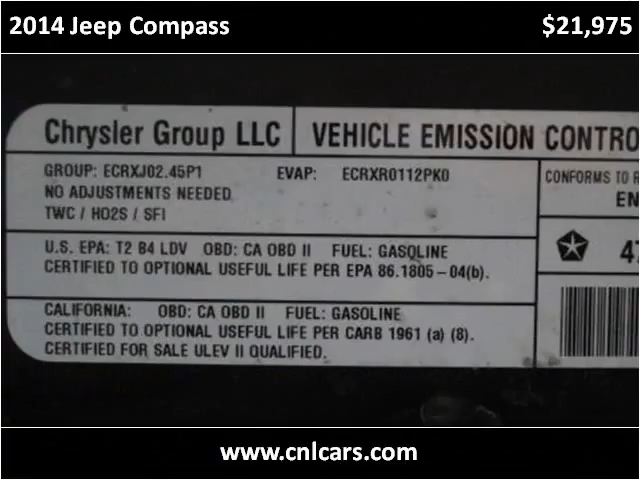 2014 Jeep Compass $21,975
Chrysler Group LLC VEHICLE EMISSION CONTRO
GROUP: ECRXJ02.45P1 EVAP: ECRXR0112PK0
NO ADJUSTMENTS NEEDED
TWC / HO2S / SFI
CONFORMS TO R
EN
U.S. EPA: T2 B4 LDV OBD: CA OBD II FUEL: GASOLINE
CERTIFIED TO OPTIONAL USEFUL LIFE PER EPA 86.1805-04(b).
47
CALIFORNIA: OBD: CA OBD II FUEL: GASOLINE
CERTIFIED TO OPTIONAL USEFUL LIFE PER CARB 1961 (a) (8).
CERTIFIED FOR SALE ULEV II QUALIFIED.
www.cnlcars.com